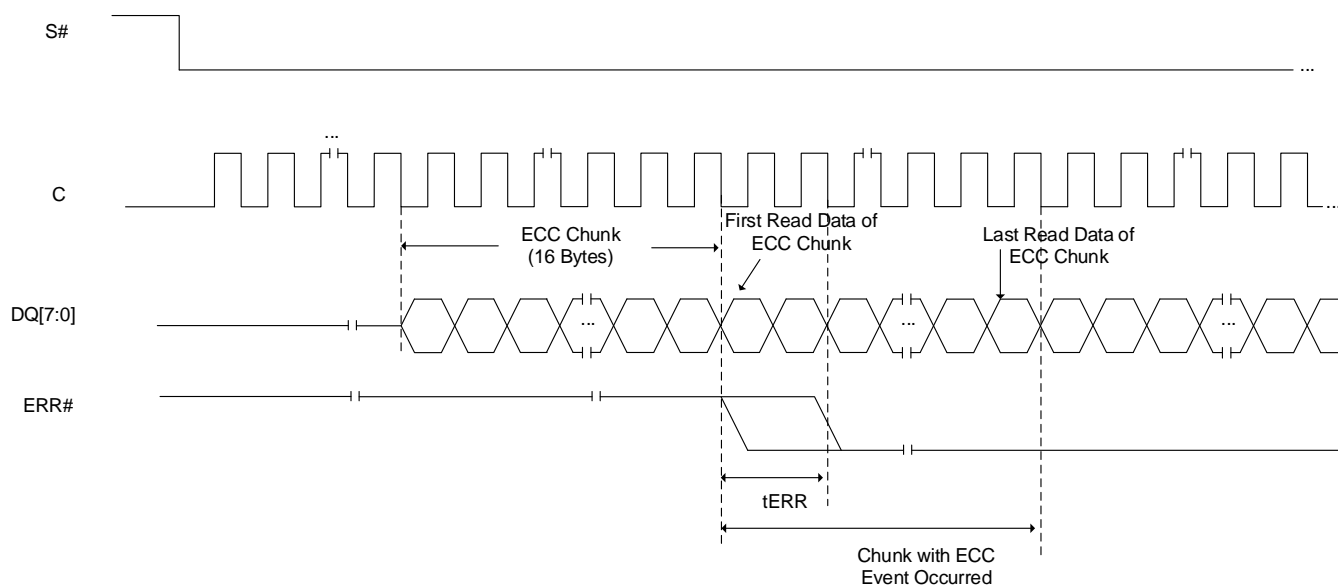 S#
...
...
C
...
First Read Data of
ECC Chunk
ECC Chunk
(16 Bytes)
Last Read Data of
ECC Chunk
DQ[7:0]
...
...
...
ERR#
tERR
Chunk with ECC
Event Occurred